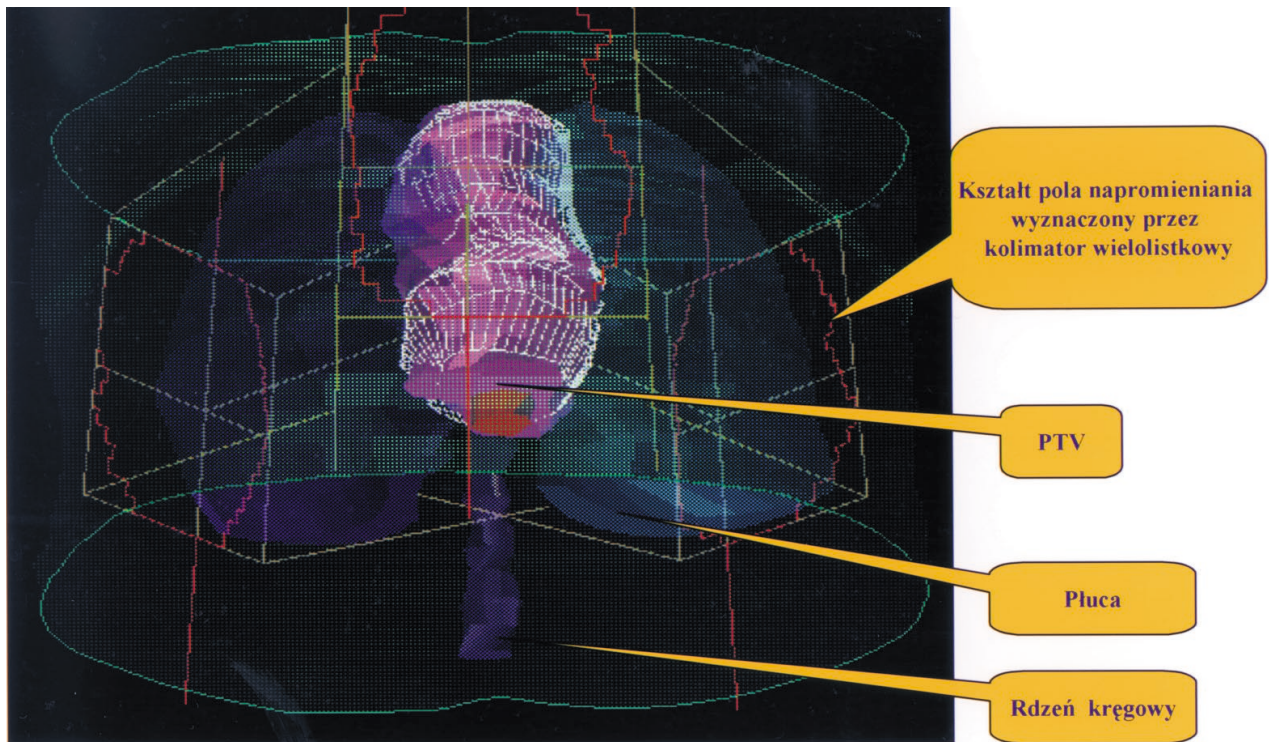 Kształt pola napromieniania
wyznaczony przez
kolimator wielolistkowy
PTV
Płuca
Rdzeń kręgowy